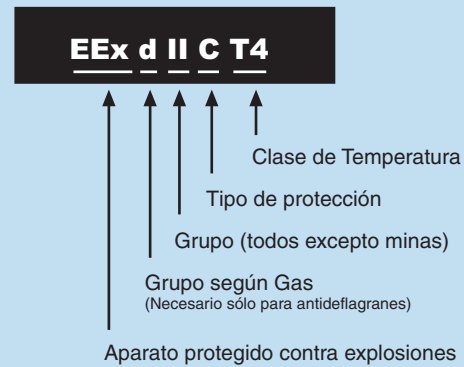 EEx d II C T4
Clase de Temperatura
Tipo de protección
Grupo (todos excepto minas)
Grupo según Gas
(Necesario sólo para antideflagranes)
Aparato protegido contra explosiones